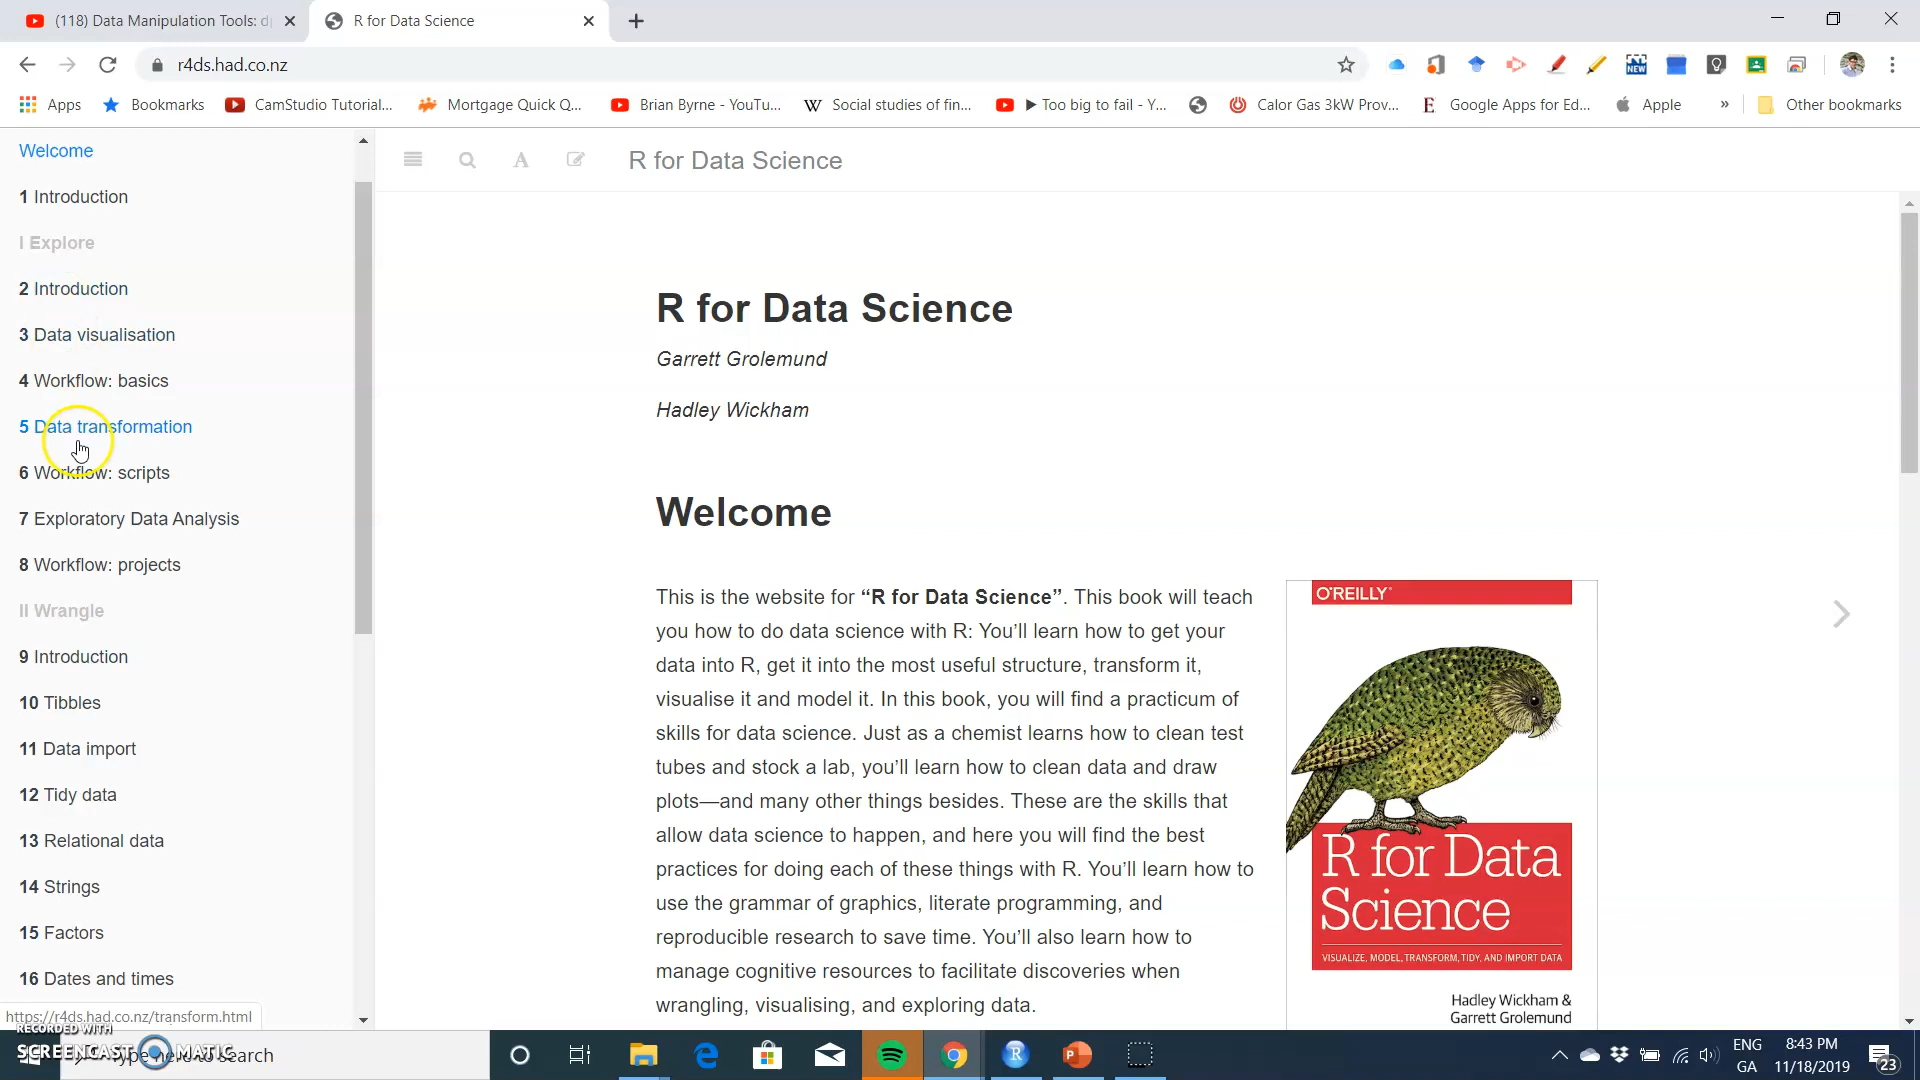 (118) Data Manipulation Tools: d
R for Data Science
r4ds.had.co.nz
NEW
Apps
Bookmarks
CamStudio Tutorial...
Mortgage Quick Q...
Brian Byrne - YouTu...
W Social studies of fin...
▶ Too big to fail - Y...
Calor Gas 3kW Prov...
E Google Apps for Ed...
Apple
»
Other bookmarks
Welcome
1 Introduction
I Explore
2 Introduction
3 Data visualisation
4 Workflow: basics
5 Data transformation
6 Workflow: scripts
7 Exploratory Data Analysis
8 Workflow: projects
II Wrangle
9 Introduction
10 Tibbles
11 Data import
12 Tidy data
13 Relational data
14 Strings
15 Factors
16 Dates and times
https://r4ds.had.co.nz/transform.html
A
R for Data Science
R for Data Science
Garrett Grolemund
Hadley Wickham
Welcome
This is the website for “R for Data Science”. This book will teach
you how to do data science with R: You’ll learn how to get your
data into R, get it into the most useful structure, transform it,
visualise it and model it. In this book, you will find a practicum of
skills for data science. Just as a chemist learns how to clean test
tubes and stock a lab, you’ll learn how to clean data and draw
plots—and many other things besides. These are the skills that
allow data science to happen, and here you will find the best
practices for doing each of these things with R. You’ll learn how to
use the grammar of graphics, literate programming, and
reproducible research to save time. You’ll also learn how to
manage cognitive resources to facilitate discoveries when
wrangling, visualising, and exploring data.
O'REILLY®
R for Data
Science
VISUALIZE, MODEL, TRANSFORM, TIDY, AND IMPORT DATA
Hadley Wickham &
Garrett Grolemund
RECORDED WITH
SCREENCAST MATIC
Type here to search
R
P
ENG
GA
8:43 PM
11/18/2019
23